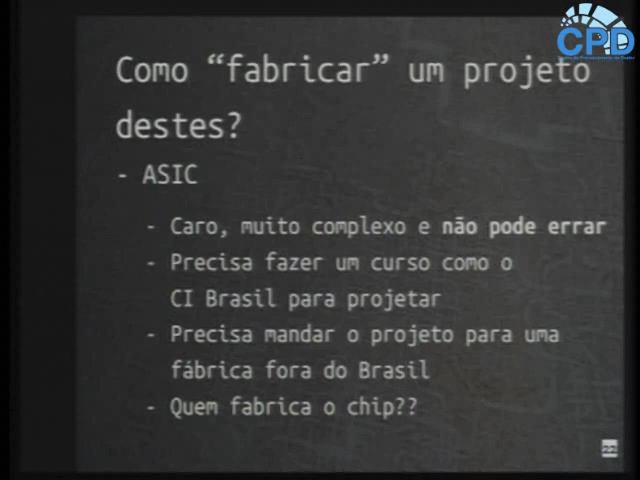 CPD
Como “fabricar” um projeto
destes?
- ASIC
- Caro, muito complexo e não pode errar
- Precisa fazer um curso como o
CI Brasil para projetar
- Precisa mandar o projeto para uma
fábrica fora do Brasil
- Quem fabrica o chip??
22